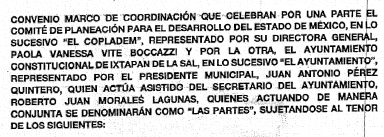 CONVENIO MARCO DE COORDINACIÓN QUE CELEBRAN POR UNA PARTE EL
COMITÉ DE PLANEACIÓN PARA EL DESARROLLO DEL ESTADO DE MÉXICO, EN LO
SUCESIVO "EL COPLADEM", REPRESENTADO POR SU DIRECTORA GENERAL,
PAOLA VANESSA VITE BOCCAZZI Y POR LA OTRA, EL AYUNTAMIENTO
CONSTITUCIONAL DE IXTAPAN DE LA SAL, EN LO SUCESIVO "EL AYUNTAMIENTO",
REPRESENTADO POR EL PRESIDENTE MUNICIPAL, JUAN ANTONIO PÉREZ
QUINTERO, QUIEN ACTÚA ASISTIDO DEL SECRETARIO DEL AYUNTAMIENTO,
ROBERTO JUAN MORALES LAGUNAS, QUIENES ACTUANDO DE MANERA
CONJUNTA SE DENOMINARÁN COMO "LAS PARTES", SUJETANDOSE AL TENOR
DE LOS SIGUIENTES: